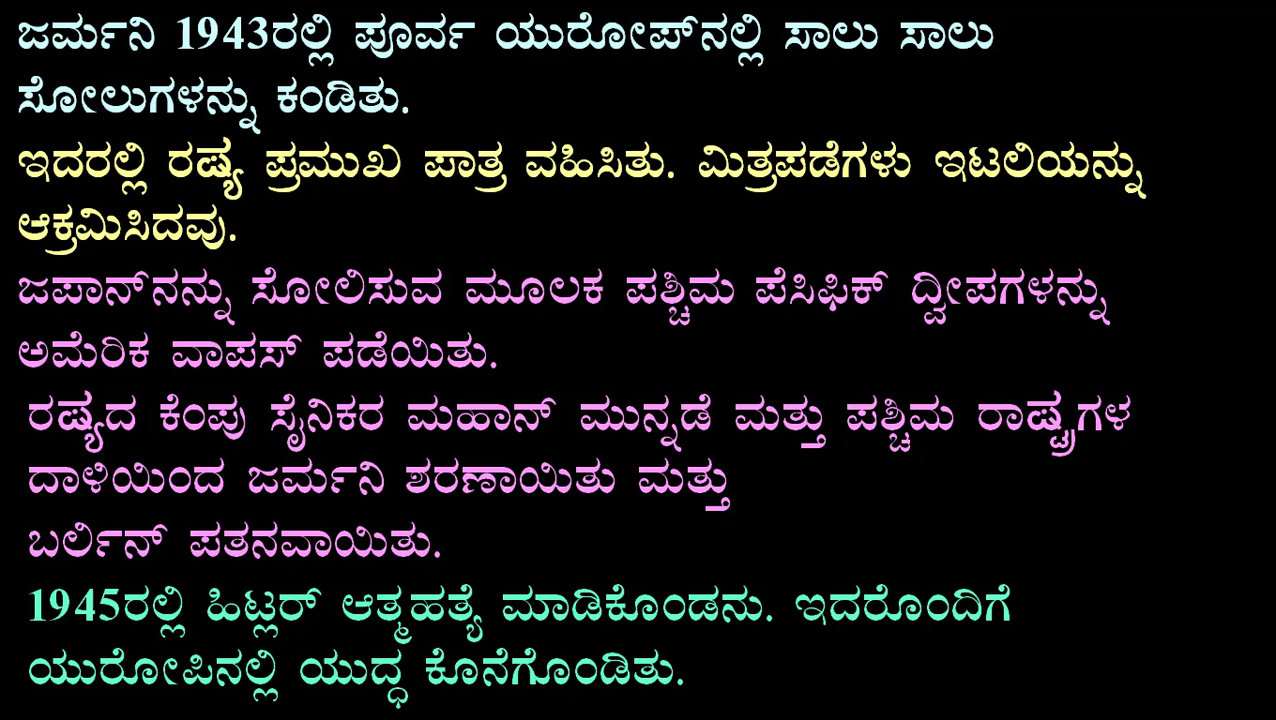 ಜರ್ಮನಿ 1943ರಲ್ಲಿ ಪೂರ್ವ ಯುರೋಪ್‌ನಲ್ಲಿ ಸಾಲು ಸಾಲು
ಸೋಲುಗಳನ್ನು ಕಂಡಿತು.
ಇದರಲ್ಲಿ ರಷ್ಯ ಪ್ರಮುಖ ಪಾತ್ರ ವಹಿಸಿತು. ಮಿತ್ರಪಡೆಗಳು ಇಟಲಿಯನ್ನು
ಆಕ್ರಮಿಸಿದವು.
ಜಪಾನ್‌ನನ್ನು ಸೋಲಿಸುವ ಮೂಲಕ ಪಶ್ಚಿಮ ಪೆಸಿಫಿಕ್ ದ್ವೀಪಗಳನ್ನು
ಅಮೆರಿಕ ವಾಪಸ್ ಪಡೆಯಿತು.
ರಷ್ಯದ ಕೆಂಪು ಸೈನಿಕರ ಮಹಾನ್ ಮುನ್ನಡೆ ಮತ್ತು ಪಶ್ಚಿಮ ರಾಷ್ಟ್ರಗಳ
ದಾಳಿಯಿಂದ ಜರ್ಮನಿ ಶರಣಾಯಿತು ಮತ್ತು
ಬರ್ಲಿನ್ ಪತನವಾಯಿತು.
1945ರಲ್ಲಿ ಹಿಟ್ಲರ್ ಆತ್ಮಹತ್ಯೆ ಮಾಡಿಕೊಂಡನು. ಇದರೊಂದಿಗೆ
ಯುರೋಪಿನಲ್ಲಿ ಯುದ್ಧ ಕೊನೆಗೊಂಡಿತು.